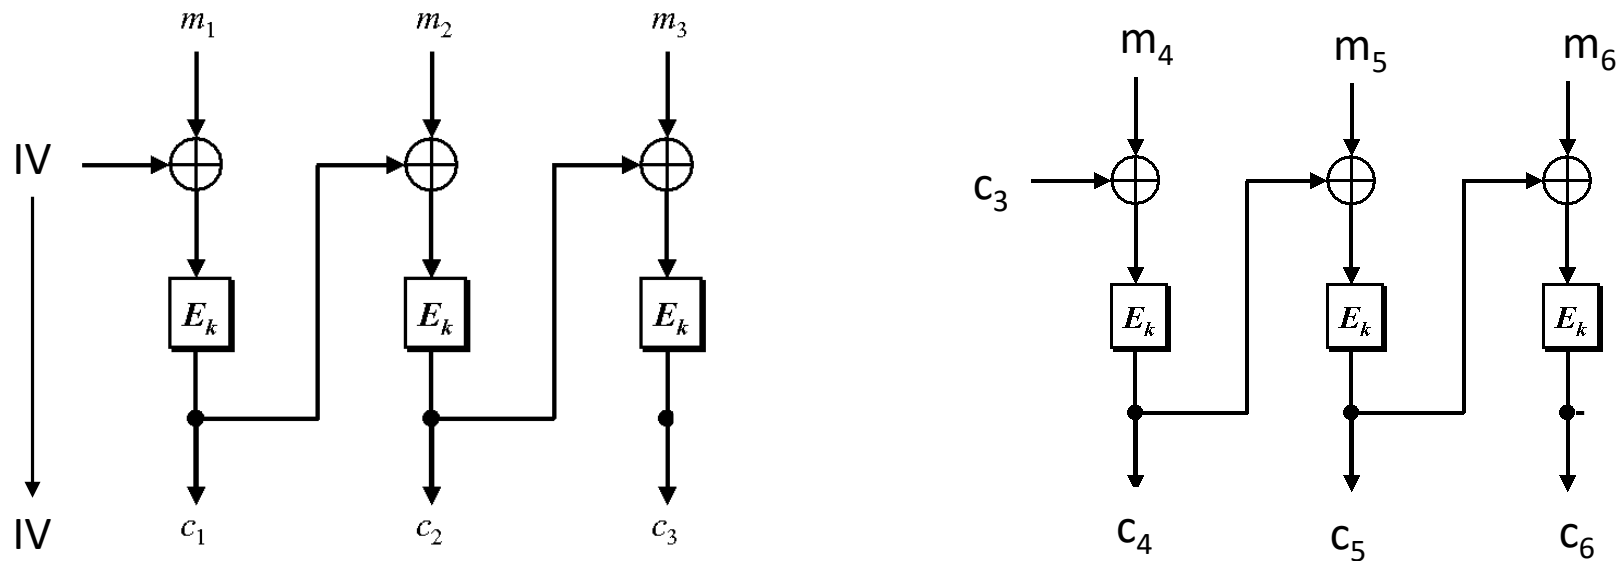 m₁ m₂ m₃
IV
Eₖ Eₖ Eₖ
IV c₁ c₂ c₃
m₄ m₅ m₆
c₃
Eₖ Eₖ Eₖ
c₄ c₅ c₆